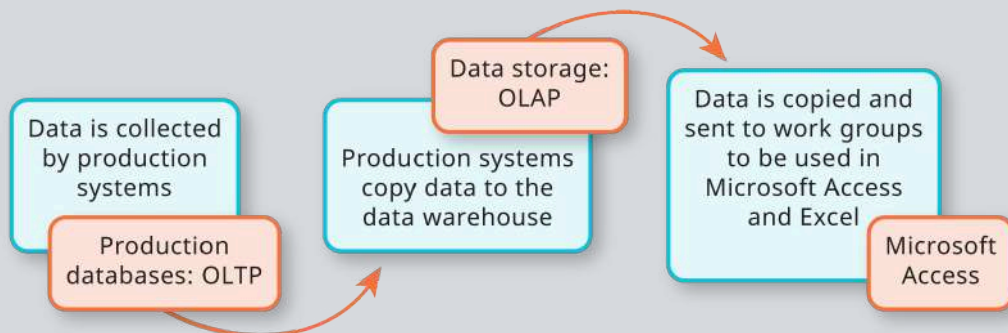 Data is collected
by production
systems
Production
databases: OLTP
Data storage:
OLAP
Production systems
copy data to the
data warehouse
Data is copied and
sent to work groups
to be used in
Microsoft Access
and Excel
Microsoft
Access